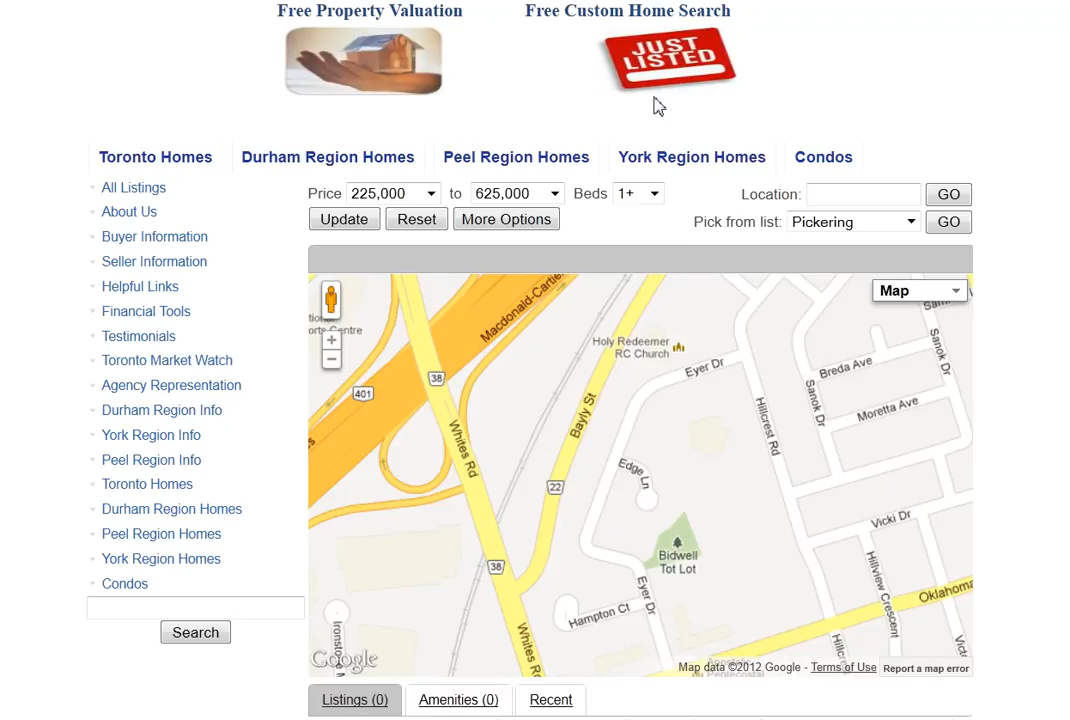 Free Property Valuation
Free Custom Home Search
JUST
LISTED
Toronto Homes
Durham Region Homes
Peel Region Homes
York Region Homes
Condos
All Listings
About Us
Buyer Information
Seller Information
Helpful Links
Financial Tools
Testimonials
Toronto Market Watch
Agency Representation
Durham Region Info
York Region Info
Peel Region Info
Toronto Homes
Durham Region Homes
Peel Region Homes
York Region Homes
Condos
Search
Price 225,000 to 625,000 Beds 1+
Location: GO
Update Reset More Options
Pick from list: Pickering GO
Map
Macdonald-Cartie
Holy Redeemer
RC Church
Eyer Dr
Breda Ave
Sanok Dr
Sanok Dr
Moretta Ave
38
401
Bayly St
Hillcrest Rd
Whites Rd
Edge Ln
22
Vicki Dr
Bidwell
Tot Lot
38
Eyer Dr
Hillview Crescent
Oklahoma
Hampton Ct
Whites Rd
Google
Map data ©2012 Google - Terms of Use
Report a map error
Listings (0)
Amenities (0)
Recent